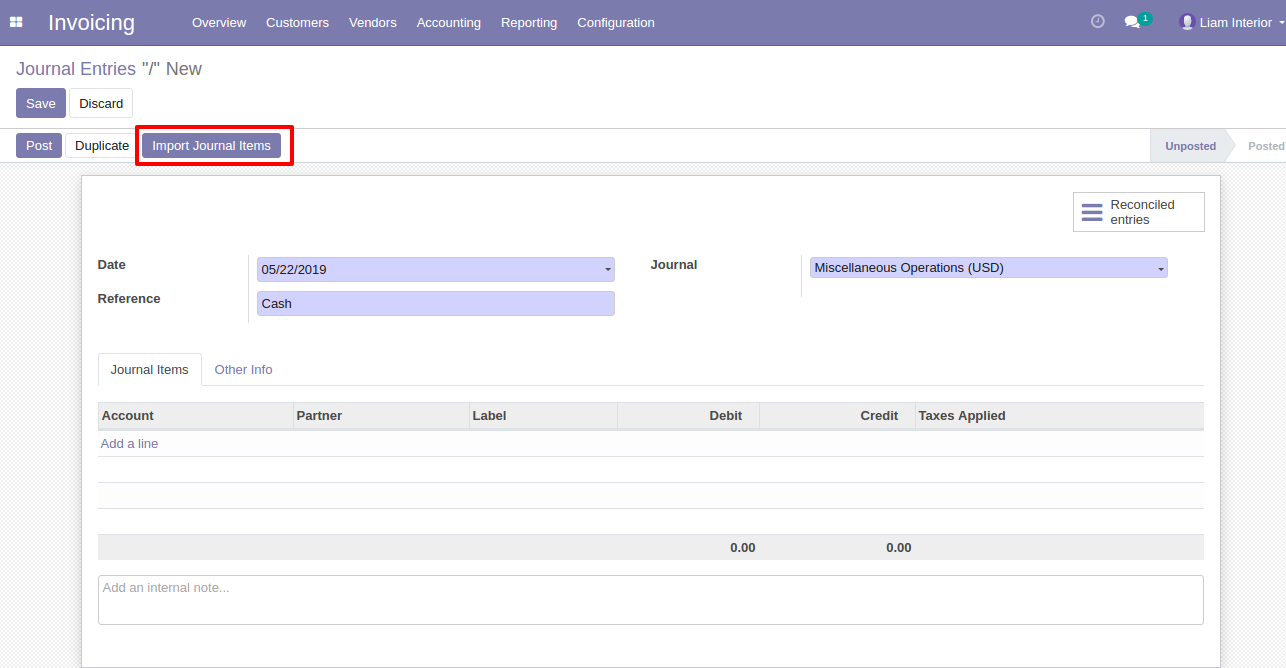 Invoicing Overview Customers Vendors Accounting Reporting Configuration 1 Liam Interior
Journal Entries "/" New
Save Discard
Post Duplicate Import Journal Items Unposted Posted
Reconciled
entries
Date 05/22/2019 Journal Miscellaneous Operations (USD)
Reference Cash
Journal Items Other Info
Account Partner Label Debit Credit Taxes Applied
Add a line
0.00 0.00
Add an internal note...